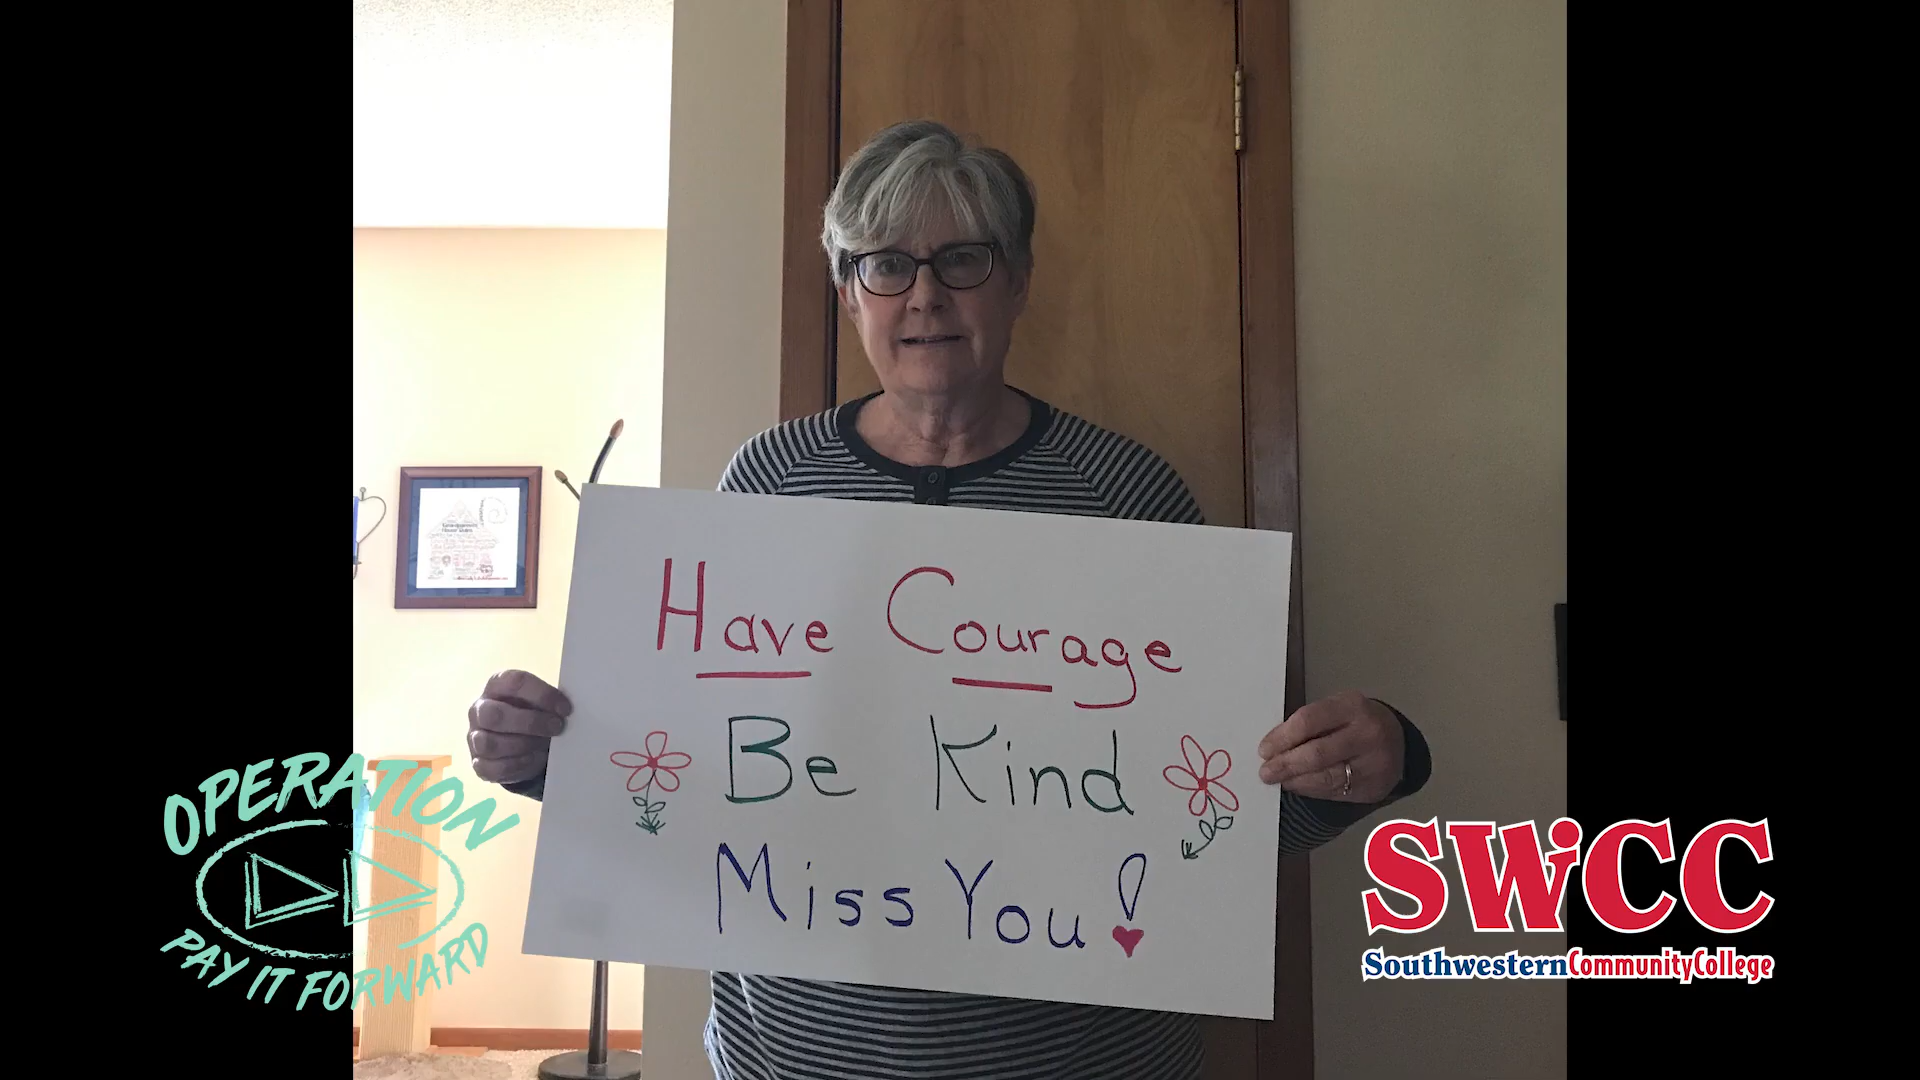 Have Courage
Be Kind
Miss You!
OPERATION
PAY IT FORWARD
SWCC
SouthwesternCommunityCollege